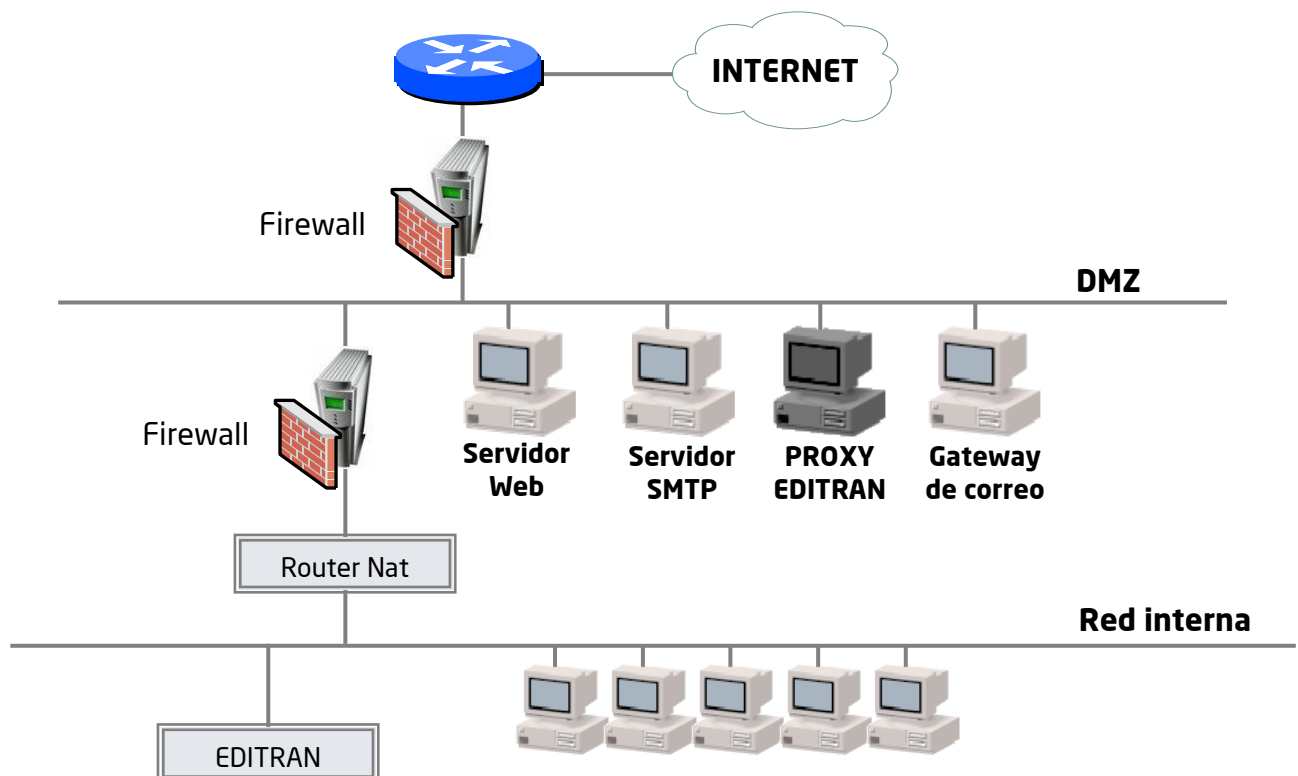 INTERNET
Firewall
DMZ
Firewall
Servidor
Web
Servidor
SMTP
PROXY
EDITRAN
Gateway
de correo
Router Nat
Red interna
EDITRAN